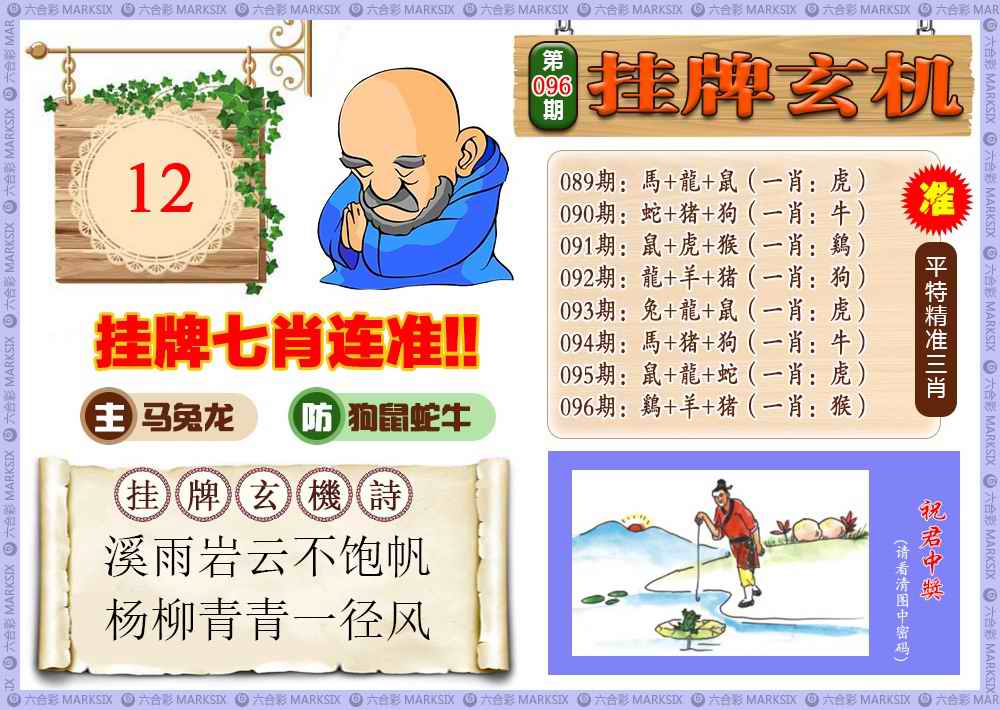 六合彩 MARKSIX
12
挂牌七肖连准!!
主 马兔龙
防 狗鼠蛇牛
挂牌玄機詩
溪雨岩云不饱帆
杨柳青青一径风
第096期
挂牌玄机
089期：馬+龍+鼠（一肖：虎）
090期：蛇+猪+狗（一肖：牛）
091期：鼠+虎+猴（一肖：鷄）
092期：龍+羊+猪（一肖：狗）
093期：兔+龍+鼠（一肖：虎）
094期：馬+猪+狗（一肖：牛）
095期：鼠+龍+蛇（一肖：虎）
096期：鷄+羊+猪（一肖：猴）
准
平特精准三肖
祝君中獎
(请看清图中密码)